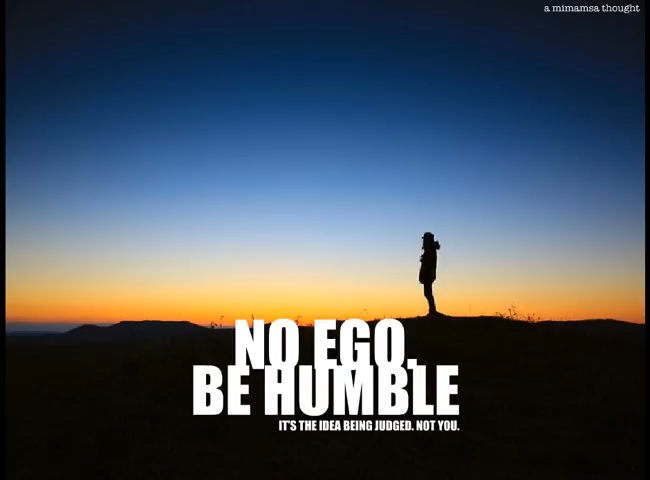 a mimamsa thought
NO EGO.
BE HUMBLE
IT'S THE IDEA BEING JUDGED. NOT YOU.